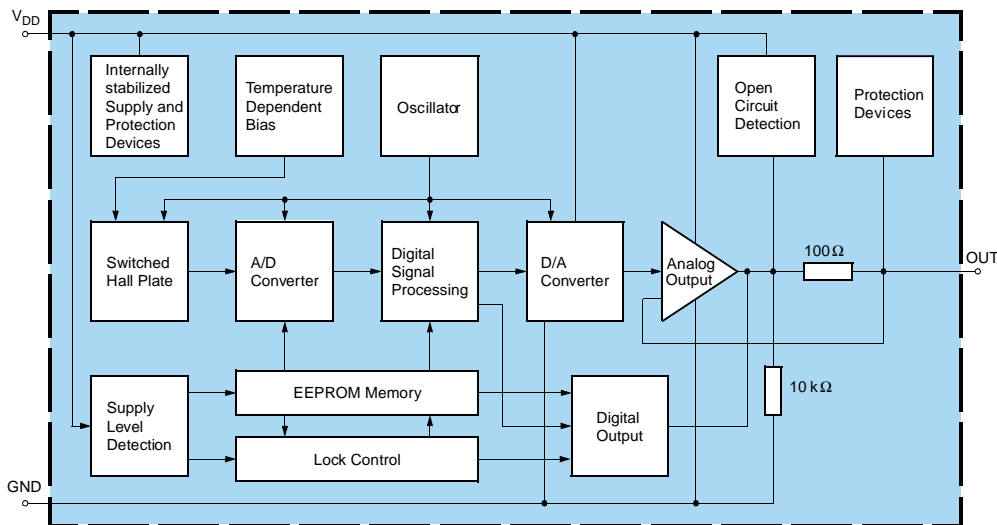 VDD
Internally
stabilized
Supply and
Protection
Devices
Temperature
Dependent
Bias
Oscillator
Open
Circuit
Detection
Protection
Devices
Switched
Hall Plate
A/D
Converter
Digital
Signal
Processing
D/A
Converter
Analog
Output
100 Ω
OUT
Supply
Level
Detection
EEPROM Memory
Lock Control
Digital
Output
10 kΩ
GND